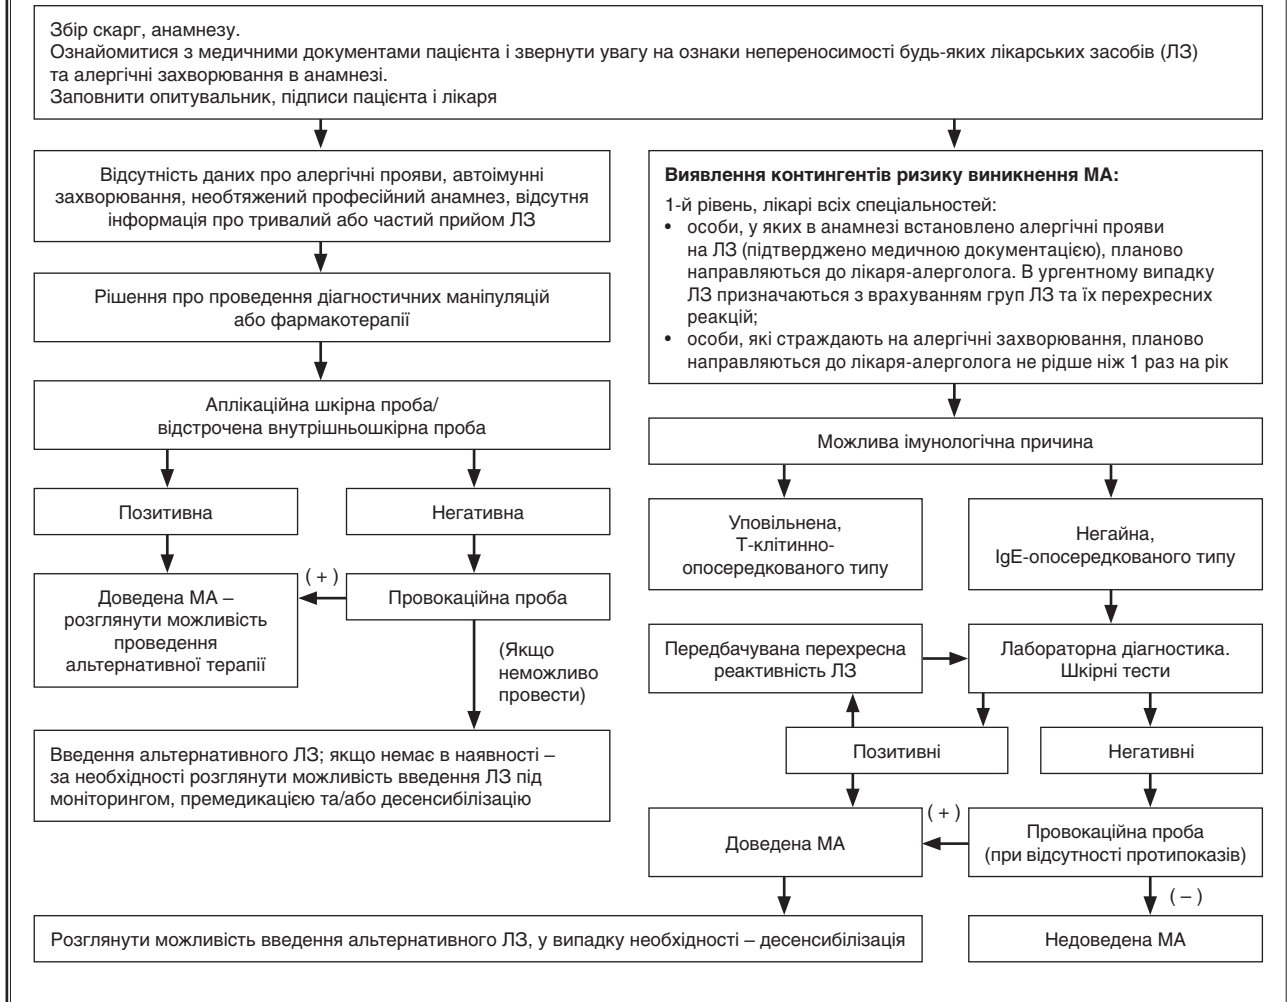 Збір скарг, анамнезу.
Ознайомитися з медичними документами пацієнта і звернути увагу на ознаки непереносимості будь-яких лікарських засобів (ЛЗ)
та алергічні захворювання в анамнезі.
Заповнити опитувальник, підписи пацієнта і лікаря
Відсутність даних про алергічні прояви, автоімунні
захворювання, необтяжений професійний анамнез, відсутня
інформація про тривалий або частий прийом ЛЗ
Рішення про проведення діагностичних маніпуляцій
або фармакотерапії
Аплікаційна шкірна проба/
відстрочена внутрішньошкірна проба
Позитивна
Негативна
Доведена МА –
розглянути можливість
проведення
альтернативної терапії
( + )
Провокаційна проба
(Якщо
неможливо
провести)
Введення альтернативного ЛЗ; якщо немає в наявності –
за необхідності розглянути можливість введення ЛЗ під
моніторингом, премедикацією та/або десенсибілізацію
Виявлення контингентів ризику виникнення МА:
1-й рівень, лікарі всіх спеціальностей:
• особи, у яких в анамнезі встановлено алергічні прояви
на ЛЗ (підтверджено медичною документацією), планово
направляються до лікаря-алерголога. В ургентному випадку
ЛЗ призначаються з врахуванням груп ЛЗ та їх перехресних
реакцій;
• особи, які страждають на алергічні захворювання, планово
направляються до лікаря-алерголога не рідше ніж 1 раз на рік
Можлива імунологічна причина
Уповільнена,
Т-клітинно-
опосередкованого типу
Негайна,
IgE-опосередкованого типу
Передбачувана перехресна
реактивність ЛЗ
Лабораторна діагностика.
Шкірні тести
Позитивні
Негативні
Доведена МА
( + )
Провокаційна проба
(при відсутності протипоказів)
( – )
Розглянути можливість введення альтернативного ЛЗ, у випадку необхідності – десенсибілізація
Недоведена МА